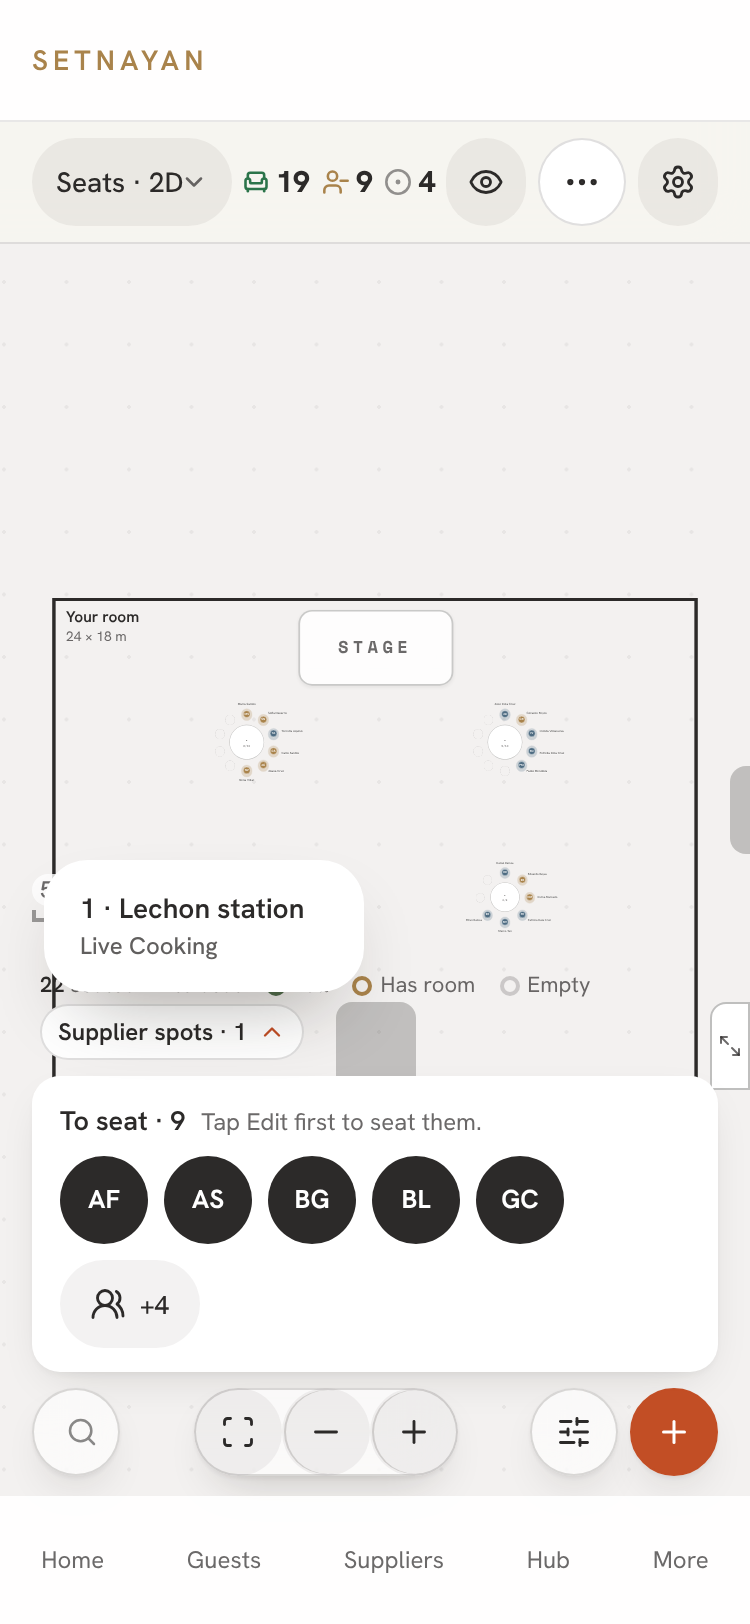 SETNAYAN
Seats · 2D
19
9
4
Your room
24 × 18 m
STAGE
1 · Lechon station
Live Cooking
22
Has room
Empty
Supplier spots · 1
To seat · 9 Tap Edit first to seat them.
AF
AS
BG
BL
GC
+4
Home
Guests
Suppliers
Hub
More